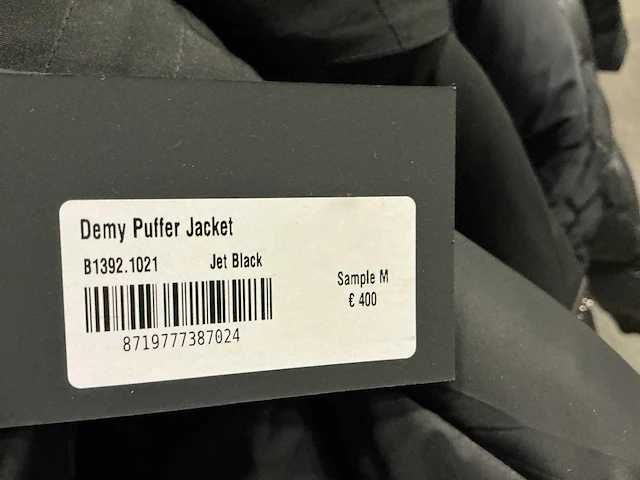 Demy Puffer Jacket
B1392.1021 Jet Black
Sample M
€ 400
8719777387024